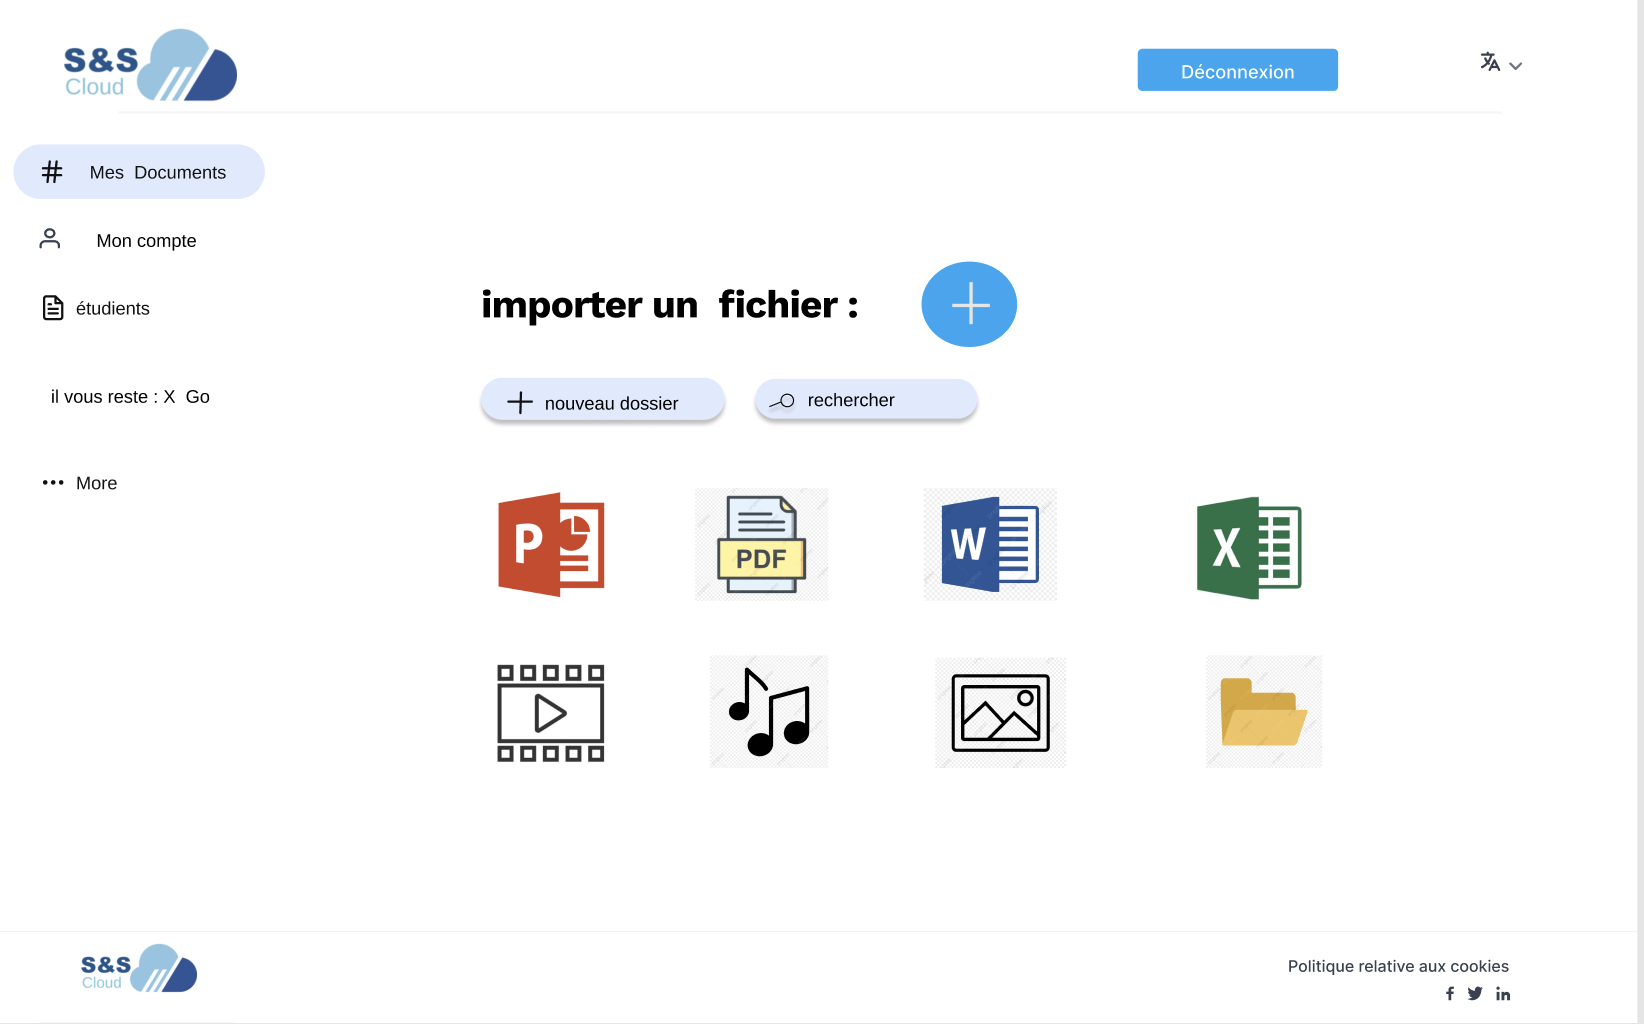 S&S
Cloud
Déconnexion
Mes Documents
Mon compte
étudients
il vous reste : X Go
More
importer un fichier :
nouveau dossier
rechercher
P
PDF
W
X
S&S
Cloud
Politique relative aux cookies